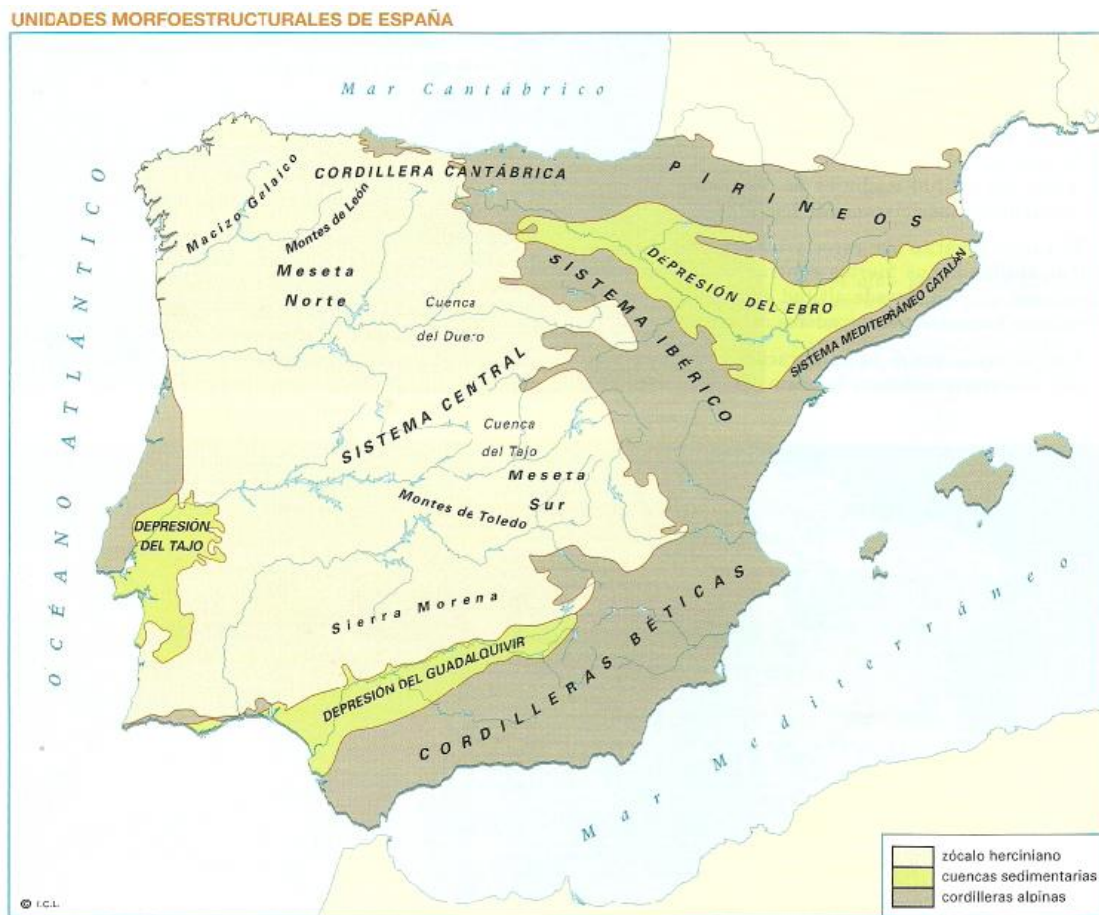 UNIDADES MORFOESTRUCTURALES DE ESPAÑA
Mar Cantábrico
OCÉANO ATLÁNTICO
CORDILLERA CANTÁBRICA
PIRINEOS
Macizo Galaico
Montes de León
Meseta
Norte
Cuenca
del Duero
SISTEMA IBÉRICO
DEPRESIÓN DEL EBRO
SISTEMA MEDITERRÁNEO CATALÁN
SISTEMA CENTRAL
Cuenca
del Tajo
Meseta
Sur
Montes de Toledo
DEPRESIÓN
DEL TAJO
Sierra Morena
DEPRESIÓN DEL GUADALQUIVIR
CORDILLERAS BÉTICAS
Mar Mediterráneo
zócalo herciniano
cuencas sedimentarias
cordilleras alpinas
© I.C.L.